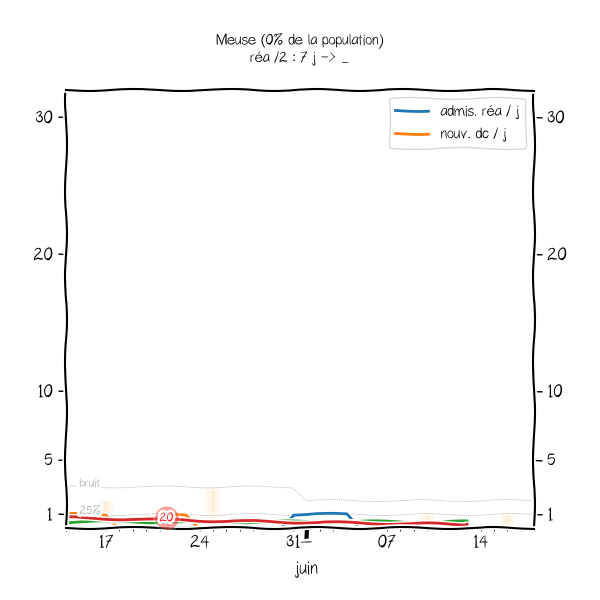 Meuse (0% de la population)
réa /2 : 7 j -> _
admis. réa / j
nouv. dc / j
30
30
20
20
10
10
5
5
bruit
25%
20
1
1
17
24
31
07
14
juin